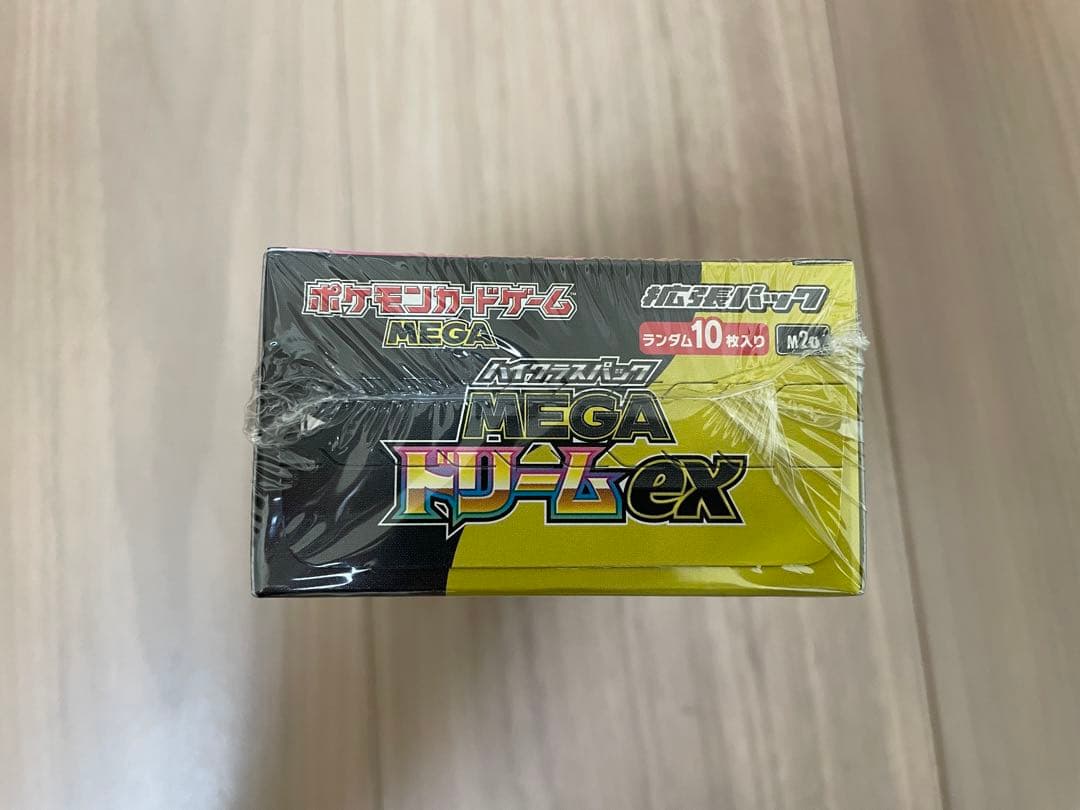 ポケモンカードゲーム
MEGA
拡張パック
ランダム10枚入り
ハイクラスパック
MEGA
ドリームex